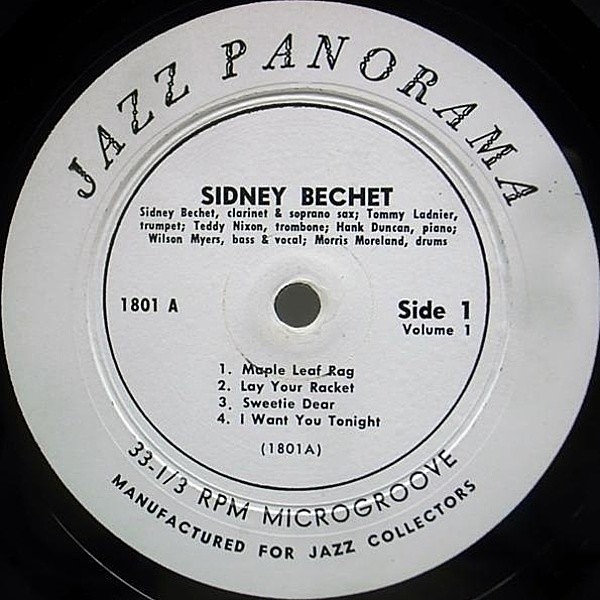 JAZZ PANORAMA
SIDNEY BECHET
Sidney Bechet, clarinet & soprano sax; Tommy Ladnier,
trumpet; Teddy Nixon, trombone; Hank Duncan, piano;
Wilson Myers, bass & vocal; Morris Moreland, drums
1801 A
Side 1
Volume 1
1. Maple Leaf Rag
2. Lay Your Racket
3. Sweetie Dear
4. I Want You Tonight
(1801A)
33-1/3 RPM MICROGROOVE
MANUFACTURED FOR JAZZ COLLECTORS